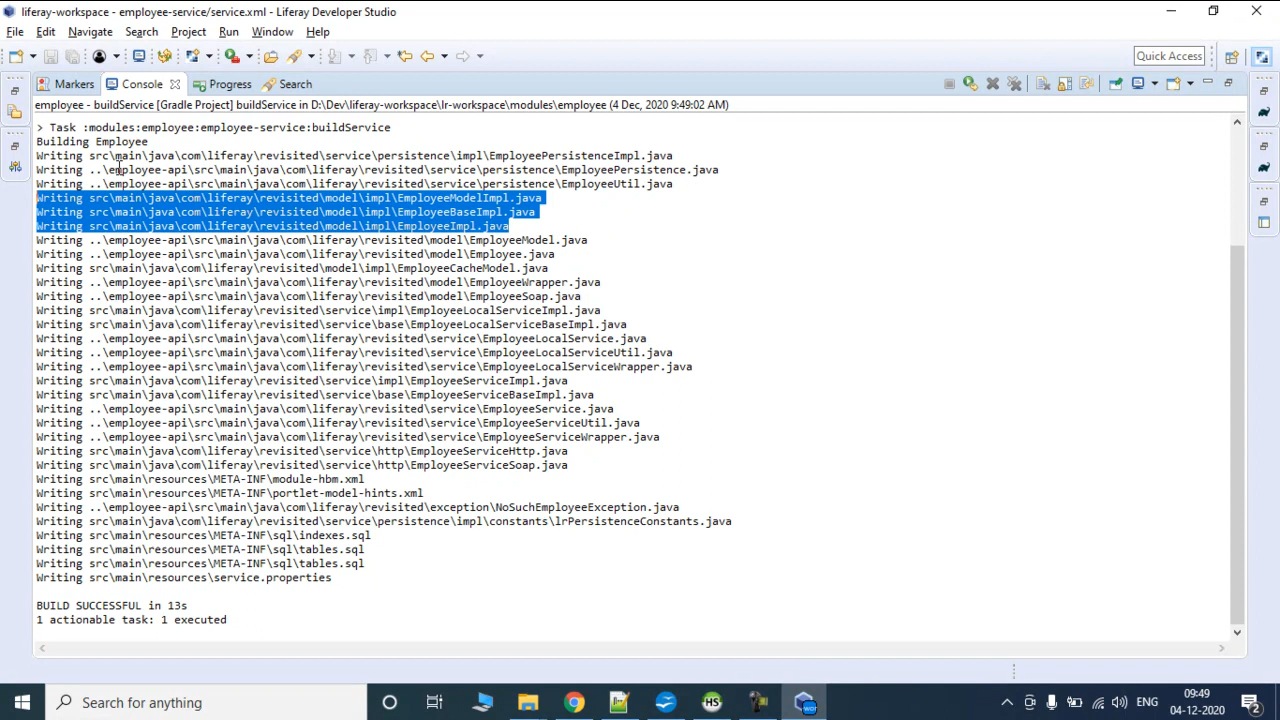 liferay-workspace - employee-service/service.xml - Liferay Developer Studio
File Edit Navigate Search Project Run Window Help
Quick Access
Markers Console Progress Search
employee - buildService [Gradle Project] buildService in D:\Dev\liferay-workspace\lr-workspace\modules\employee (4 Dec, 2020 9:49:02 AM)
> Task :modules:employee:employee-service:buildService
Building Employee
Writing src\main\java\com\liferay\revisited\service\persistence\impl\EmployeePersistenceImpl.java
Writing ..\employee-api\src\main\java\com\liferay\revisited\service\persistence\EmployeePersistence.java
Writing ..\employee-api\src\main\java\com\liferay\revisited\service\persistence\EmployeeUtil.java
Writing src\main\java\com\liferay\revisited\model\impl\EmployeeModelImpl.java
Writing src\main\java\com\liferay\revisited\model\impl\EmployeeBaseImpl.java
Writing src\main\java\com\liferay\revisited\model\impl\EmployeeImpl.java
Writing ..\employee-api\src\main\java\com\liferay\revisited\model\EmployeeModel.java
Writing ..\employee-api\src\main\java\com\liferay\revisited\model\Employee.java
Writing src\main\java\com\liferay\revisited\model\impl\EmployeeCacheModel.java
Writing ..\employee-api\src\main\java\com\liferay\revisited\model\EmployeeWrapper.java
Writing ..\employee-api\src\main\java\com\liferay\revisited\model\EmployeeSoap.java
Writing src\main\java\com\liferay\revisited\service\impl\EmployeeLocalServiceImpl.java
Writing src\main\java\com\liferay\revisited\service\base\EmployeeLocalServiceBaseImpl.java
Writing ..\employee-api\src\main\java\com\liferay\revisited\service\EmployeeLocalService.java
Writing ..\employee-api\src\main\java\com\liferay\revisited\service\EmployeeLocalServiceUtil.java
Writing ..\employee-api\src\main\java\com\liferay\revisited\service\EmployeeLocalServiceWrapper.java
Writing src\main\java\com\liferay\revisited\service\impl\EmployeeServiceImpl.java
Writing src\main\java\com\liferay\revisited\service\base\EmployeeServiceBaseImpl.java
Writing ..\employee-api\src\main\java\com\liferay\revisited\service\EmployeeService.java
Writing ..\employee-api\src\main\java\com\liferay\revisited\service\EmployeeServiceUtil.java
Writing ..\employee-api\src\main\java\com\liferay\revisited\service\EmployeeServiceWrapper.java
Writing src\main\java\com\liferay\revisited\service\http\EmployeeServiceHttp.java
Writing src\main\java\com\liferay\revisited\service\http\EmployeeServiceSoap.java
Writing src\main\resources\META-INF\module-hbm.xml
Writing src\main\resources\META-INF\portlet-model-hints.xml
Writing ..\employee-api\src\main\java\com\liferay\revisited\exception\NoSuchEmployeeException.java
Writing src\main\java\com\liferay\revisited\service\persistence\impl\constants\lrPersistenceConstants.java
Writing src\main\resources\META-INF\sql\indexes.sql
Writing src\main\resources\META-INF\sql\tables.sql
Writing src\main\resources\META-INF\sql\tables.sql
Writing src\main\resources\service.properties
BUILD SUCCESSFUL in 13s
1 actionable task: 1 executed
Search for anything
HS
ENG
09:49
04-12-2020
2